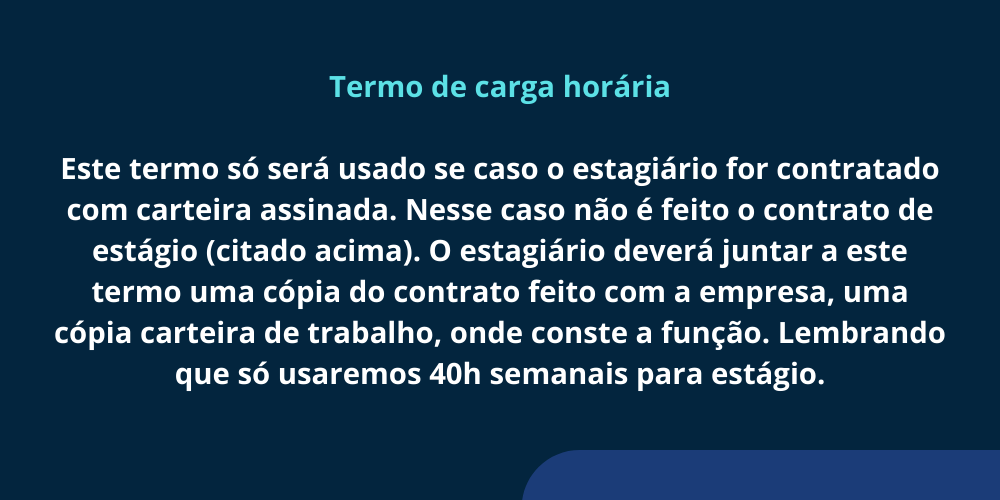 Termo de carga horária
Este termo só será usado se caso o estagiário for contratado
com carteira assinada. Nesse caso não é feito o contrato de
estágio (citado acima). O estagiário deverá juntar a este
termo uma cópia do contrato feito com a empresa, uma
cópia carteira de trabalho, onde conste a função. Lembrando
que só usaremos 40h semanais para estágio.